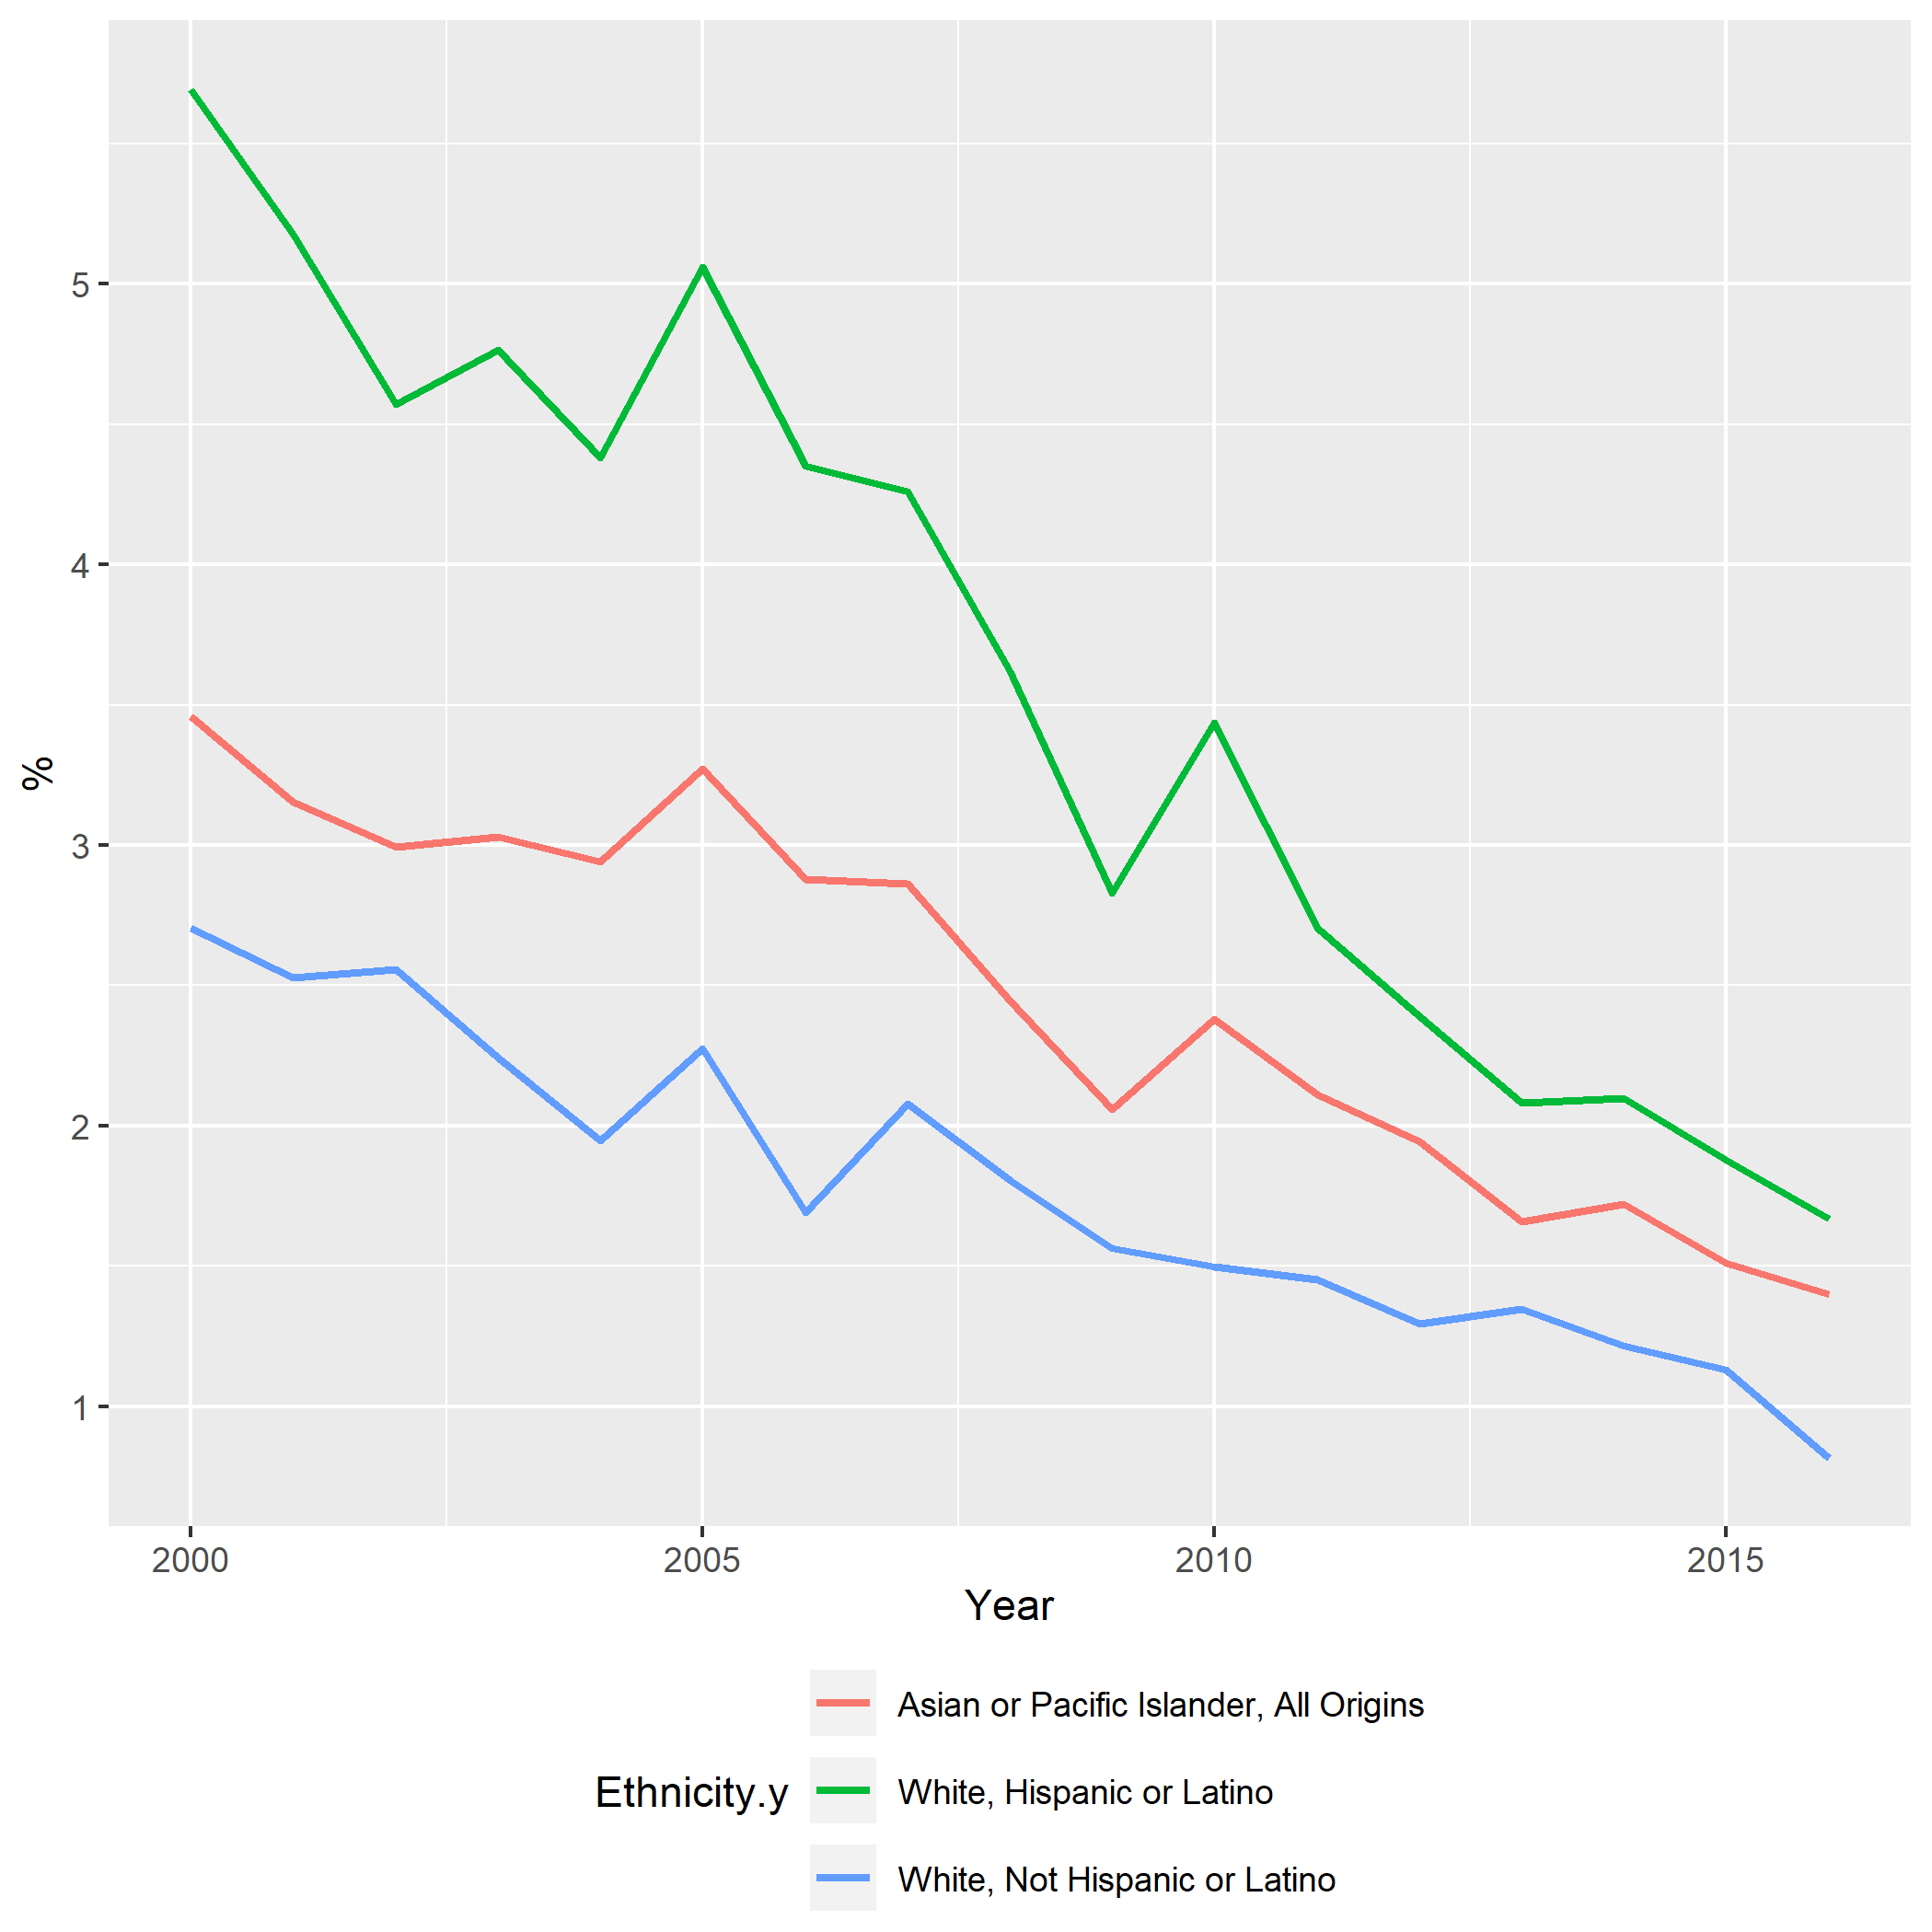 5
4
3
2
1
%
2000 2005 2010 2015
Year
Ethnicity.y
Asian or Pacific Islander, All Origins
White, Hispanic or Latino
White, Not Hispanic or Latino